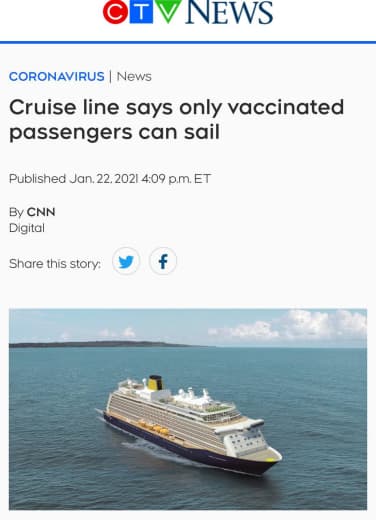 CTV NEWS
CORONAVIRUS | News
Cruise line says only vaccinated
passengers can sail
Published Jan. 22, 2021 4:09 p.m. ET
By CNN
Digital
Share this story: